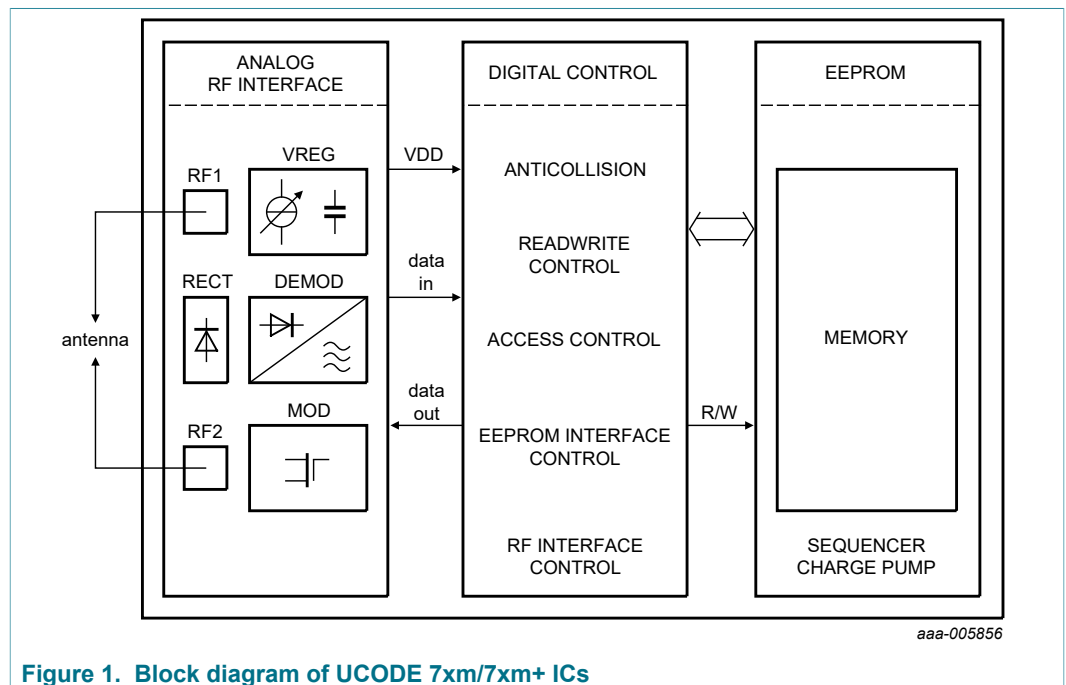 ANALOG
RF INTERFACE
DIGITAL CONTROL
EEPROM
VREG
RF1
RECT
DEMOD
antenna
MOD
RF2
VDD
data
in
data
out
ANTICOLLISION
READWRITE
CONTROL
ACCESS CONTROL
EEPROM INTERFACE
CONTROL
RF INTERFACE
CONTROL
R/W
MEMORY
SEQUENCER
CHARGE PUMP
aaa-005856
Figure 1. Block diagram of UCODE 7xm/7xm+ ICs